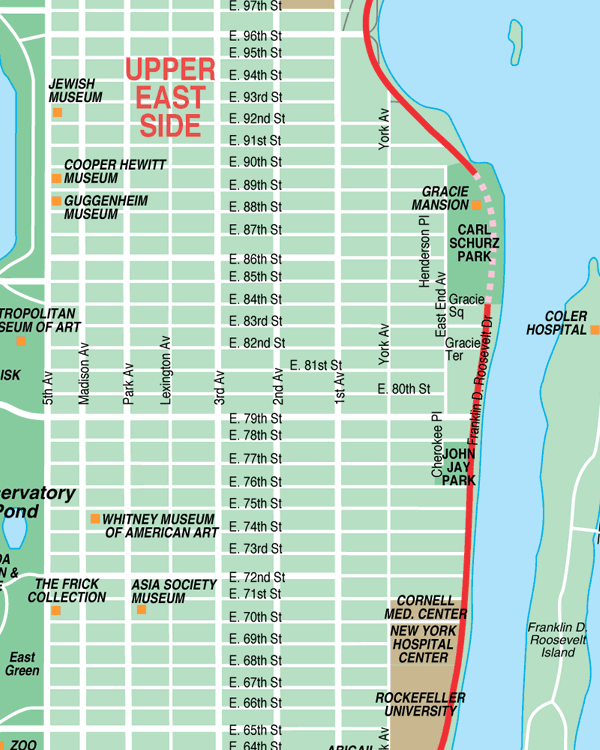 E. 97th St
E. 96th St
E. 95th St
UPPER
EAST
SIDE
E. 94th St
JEWISH
MUSEUM
E. 93rd St
E. 92nd St
York Av
E. 91st St
E. 90th St
COOPER HEWITT
MUSEUM
E. 89th St
GUGGENHEIM
MUSEUM
E. 88th St
GRACIE
MANSION
E. 87th St
CARL
SCHURZ
PARK
Henderson Pl
E. 86th St
E. 85th St
East End Av
E. 84th St
Gracie
Sq
TROPOLITAN
SEUM OF ART
E. 83rd St
COLER
HOSPITAL
E. 82nd St
York Av
Gracie
Ter
Franklin D. Roosevelt Dr
E. 81st St
ISK
5th Av
Madison Av
Park Av
Lexington Av
3rd Av
2nd Av
1st Av
E. 80th St
E. 79th St
E. 78th St
Cherokee Pl
E. 77th St
JOHN
JAY
PARK
E. 76th St
servatory
Pond
E. 75th St
WHITNEY MUSEUM
OF AMERICAN ART
E. 74th St
E. 73rd St
DA
N &
E. 72nd St
THE FRICK
COLLECTION
ASIA SOCIETY
MUSEUM
E. 71st St
CORNELL
MED. CENTER
E. 70th St
NEW YORK
HOSPITAL
CENTER
E. 69th St
Franklin D.
Roosevelt
Island
East
Green
E. 68th St
E. 67th St
E. 66th St
ROCKEFELLER
UNIVERSITY
E. 65th St
k Av
ZOO
E. 64th St
ABIGAIL